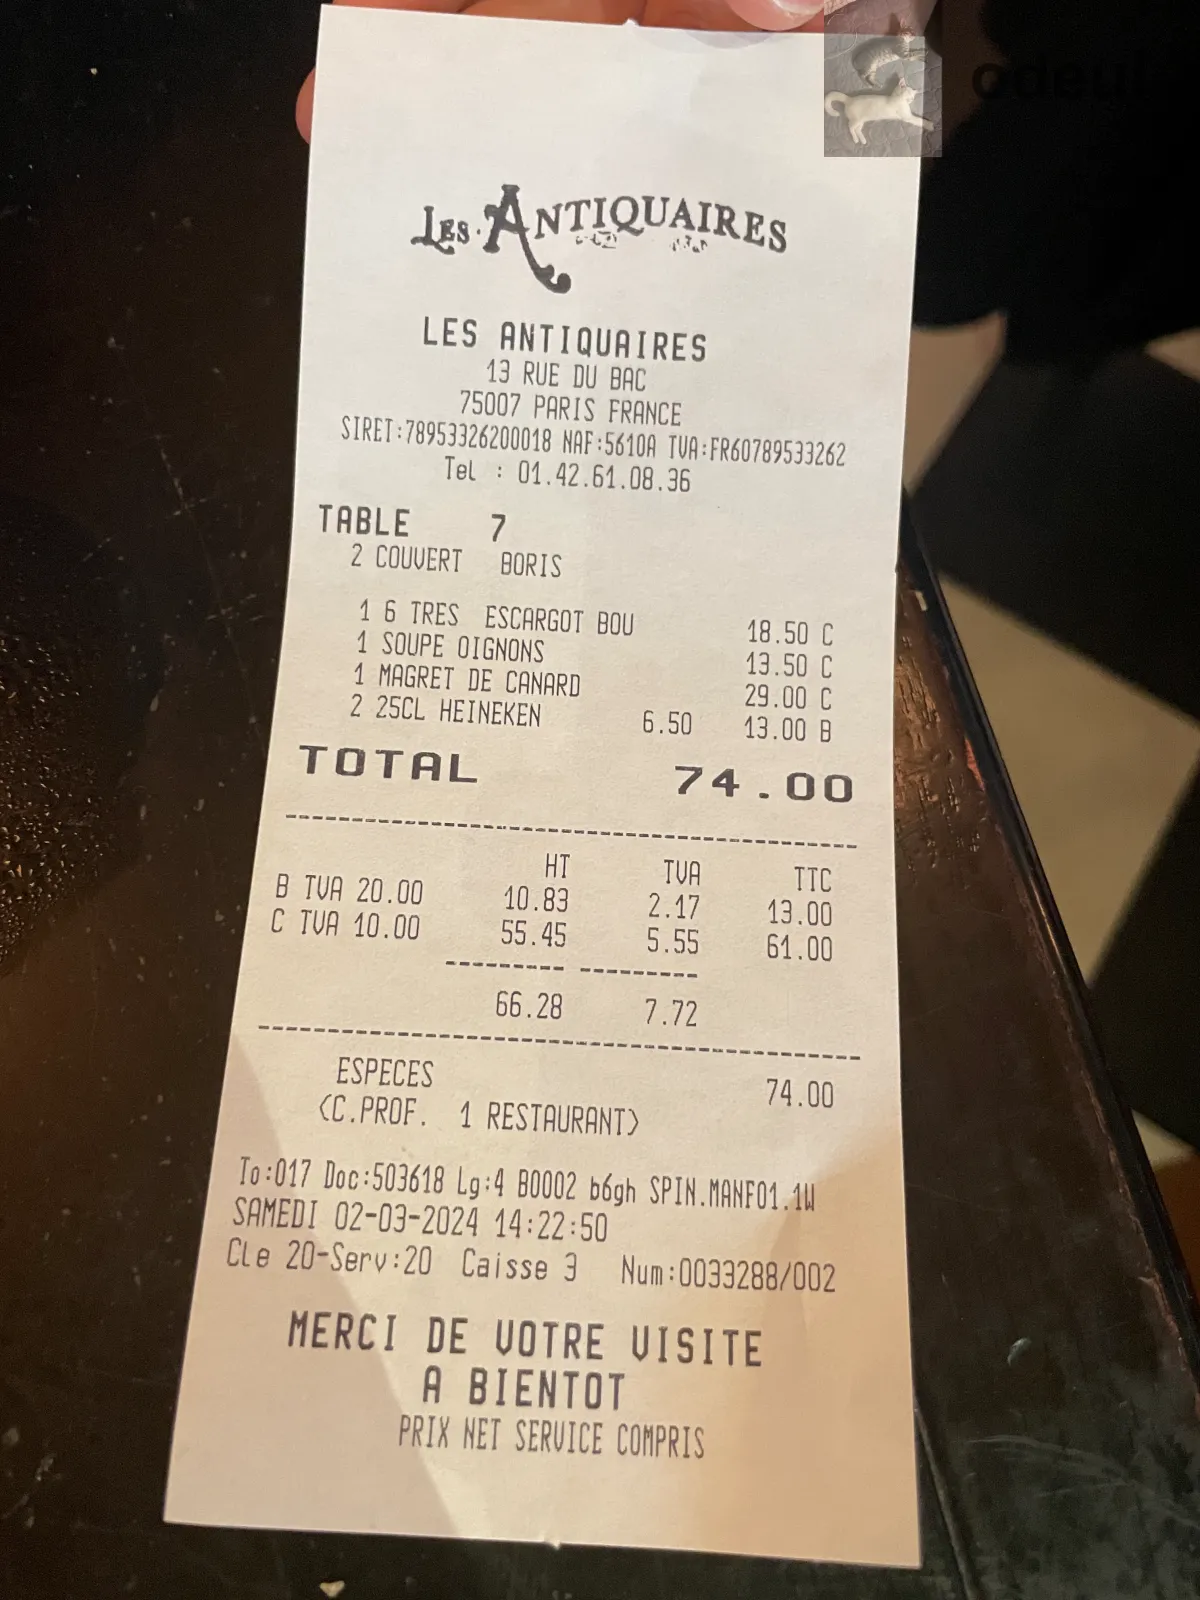 odeul
LES ANTIQUAIRES
LES ANTIQUAIRES
13 RUE DU BAC
75007 PARIS FRANCE
SIRET:78953326200018 NAF:5610A TVA:FR60789533262
Tel : 01.42.61.08.36
TABLE 7
2 COUVERT BORIS
1 6 TRES ESCARGOT BOU 18.50 C
1 SOUPE OIGNONS 13.50 C
1 MAGRET DE CANARD 29.00 C
2 25CL HEINEKEN 6.50 13.00 B
TOTAL 74.00
HT TVA TTC
B TVA 20.00 10.83 2.17 13.00
C TVA 10.00 55.45 5.55 61.00
66.28 7.72
ESPECES 74.00
(C.PROF. 1 RESTAURANT)
To:017 Doc:503618 Lg:4 B0002 b6gh SPIN.MANF01.1W
SAMEDI 02-03-2024 14:22:50
Cle 20-Serv:20 Caisse 3 Num:0033288/002
MERCI DE VOTRE VISITE
A BIENTOT
PRIX NET SERVICE COMPRIS